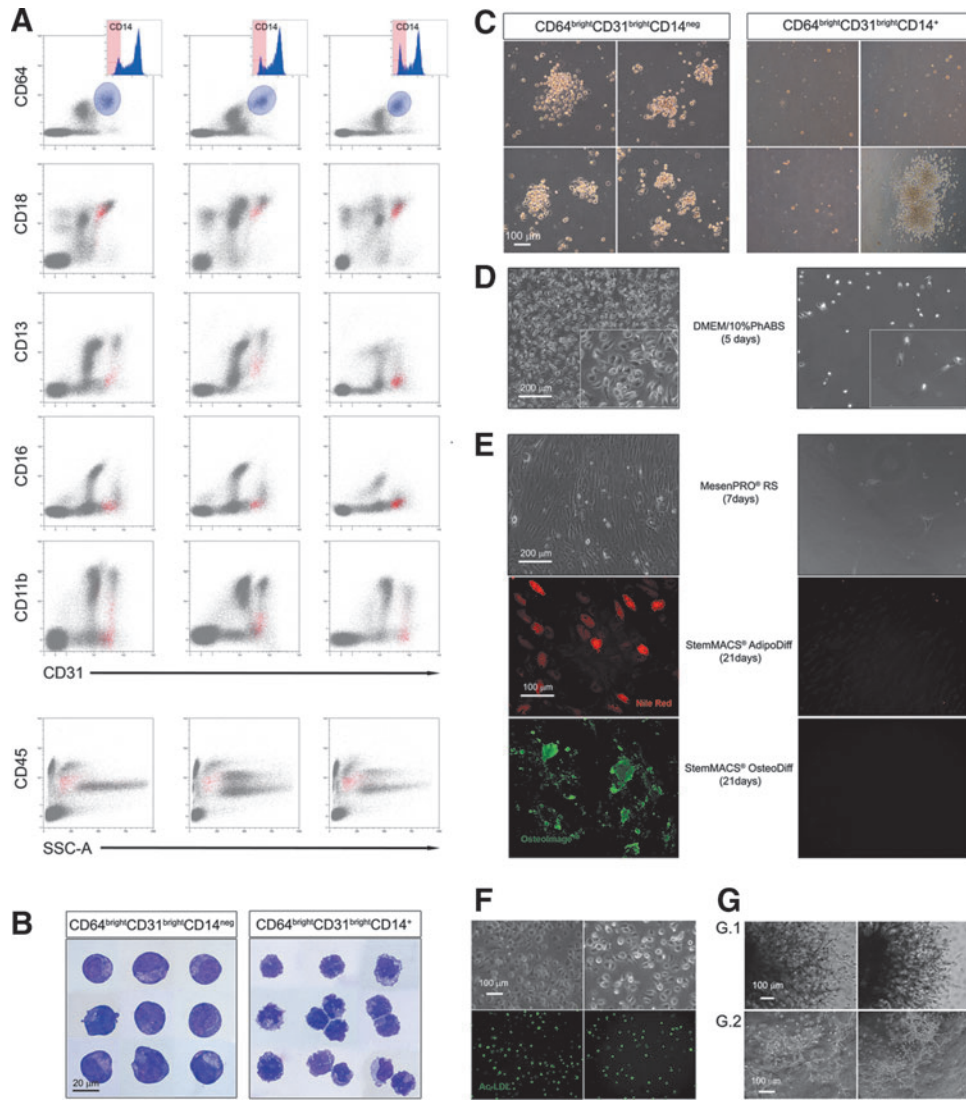 A
CD14
CD14
CD14
CD64
CD18
CD13
CD16
CD11b
CD31
CD45
SSC-A
B
CD64brightCD31brightCD14neg
CD64brightCD31brightCD14+
20 µm
C
CD64brightCD31brightCD14neg
CD64brightCD31brightCD14+
100 µm
D
DMEM/10%PhABS
(5 days)
200 µm
E
MesenPRO® RS
(7days)
200 µm
StemMACS® AdipoDiff
(21days)
100 µm
Nile Red
StemMACS® OsteoDiff
(21days)
OsteoImage
F
100 µm
Ac-LDL
G
G.1
100 µm
G.2
100 µm